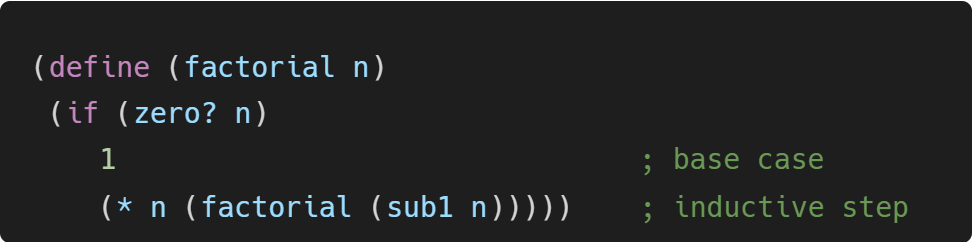 (define (factorial n)
 (if (zero? n)
    1                                ; base case
    (* n (factorial (sub1 n)))))    ; inductive step